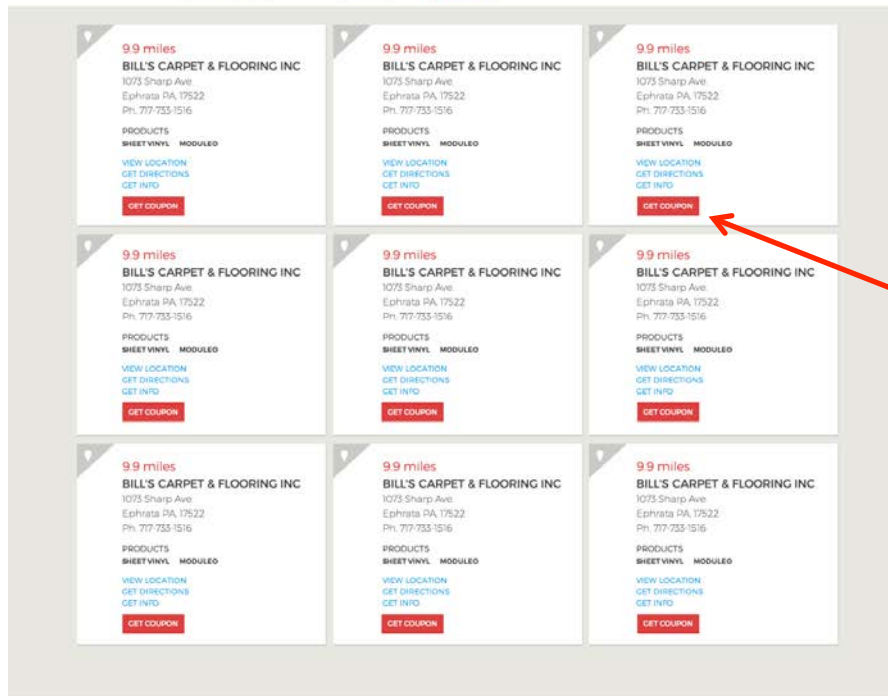 9.9 miles
BILL'S CARPET & FLOORING INC
1073 Sharp Ave.
Ephrata PA, 17522
Ph. 717-733-1516
PRODUCTS
SHEET VINYL MODULEO
VIEW LOCATION
GET DIRECTIONS
GET INFO
GET COUPON
9.9 miles
BILL'S CARPET & FLOORING INC
1073 Sharp Ave.
Ephrata PA, 17522
Ph. 717-733-1516
PRODUCTS
SHEET VINYL MODULEO
VIEW LOCATION
GET DIRECTIONS
GET INFO
GET COUPON
9.9 miles
BILL'S CARPET & FLOORING INC
1073 Sharp Ave.
Ephrata PA, 17522
Ph. 717-733-1516
PRODUCTS
SHEET VINYL MODULEO
VIEW LOCATION
GET DIRECTIONS
GET INFO
GET COUPON
9.9 miles
BILL'S CARPET & FLOORING INC
1073 Sharp Ave.
Ephrata PA, 17522
Ph. 717-733-1516
PRODUCTS
SHEET VINYL MODULEO
VIEW LOCATION
GET DIRECTIONS
GET INFO
GET COUPON
9.9 miles
BILL'S CARPET & FLOORING INC
1073 Sharp Ave.
Ephrata PA, 17522
Ph. 717-733-1516
PRODUCTS
SHEET VINYL MODULEO
VIEW LOCATION
GET DIRECTIONS
GET INFO
GET COUPON
9.9 miles
BILL'S CARPET & FLOORING INC
1073 Sharp Ave.
Ephrata PA, 17522
Ph. 717-733-1516
PRODUCTS
SHEET VINYL MODULEO
VIEW LOCATION
GET DIRECTIONS
GET INFO
GET COUPON
9.9 miles
BILL'S CARPET & FLOORING INC
1073 Sharp Ave.
Ephrata PA, 17522
Ph. 717-733-1516
PRODUCTS
SHEET VINYL MODULEO
VIEW LOCATION
GET DIRECTIONS
GET INFO
GET COUPON
9.9 miles
BILL'S CARPET & FLOORING INC
1073 Sharp Ave.
Ephrata PA, 17522
Ph. 717-733-1516
PRODUCTS
SHEET VINYL MODULEO
VIEW LOCATION
GET DIRECTIONS
GET INFO
GET COUPON
9.9 miles
BILL'S CARPET & FLOORING INC
1073 Sharp Ave.
Ephrata PA, 17522
Ph. 717-733-1516
PRODUCTS
SHEET VINYL MODULEO
VIEW LOCATION
GET DIRECTIONS
GET INFO
GET COUPON